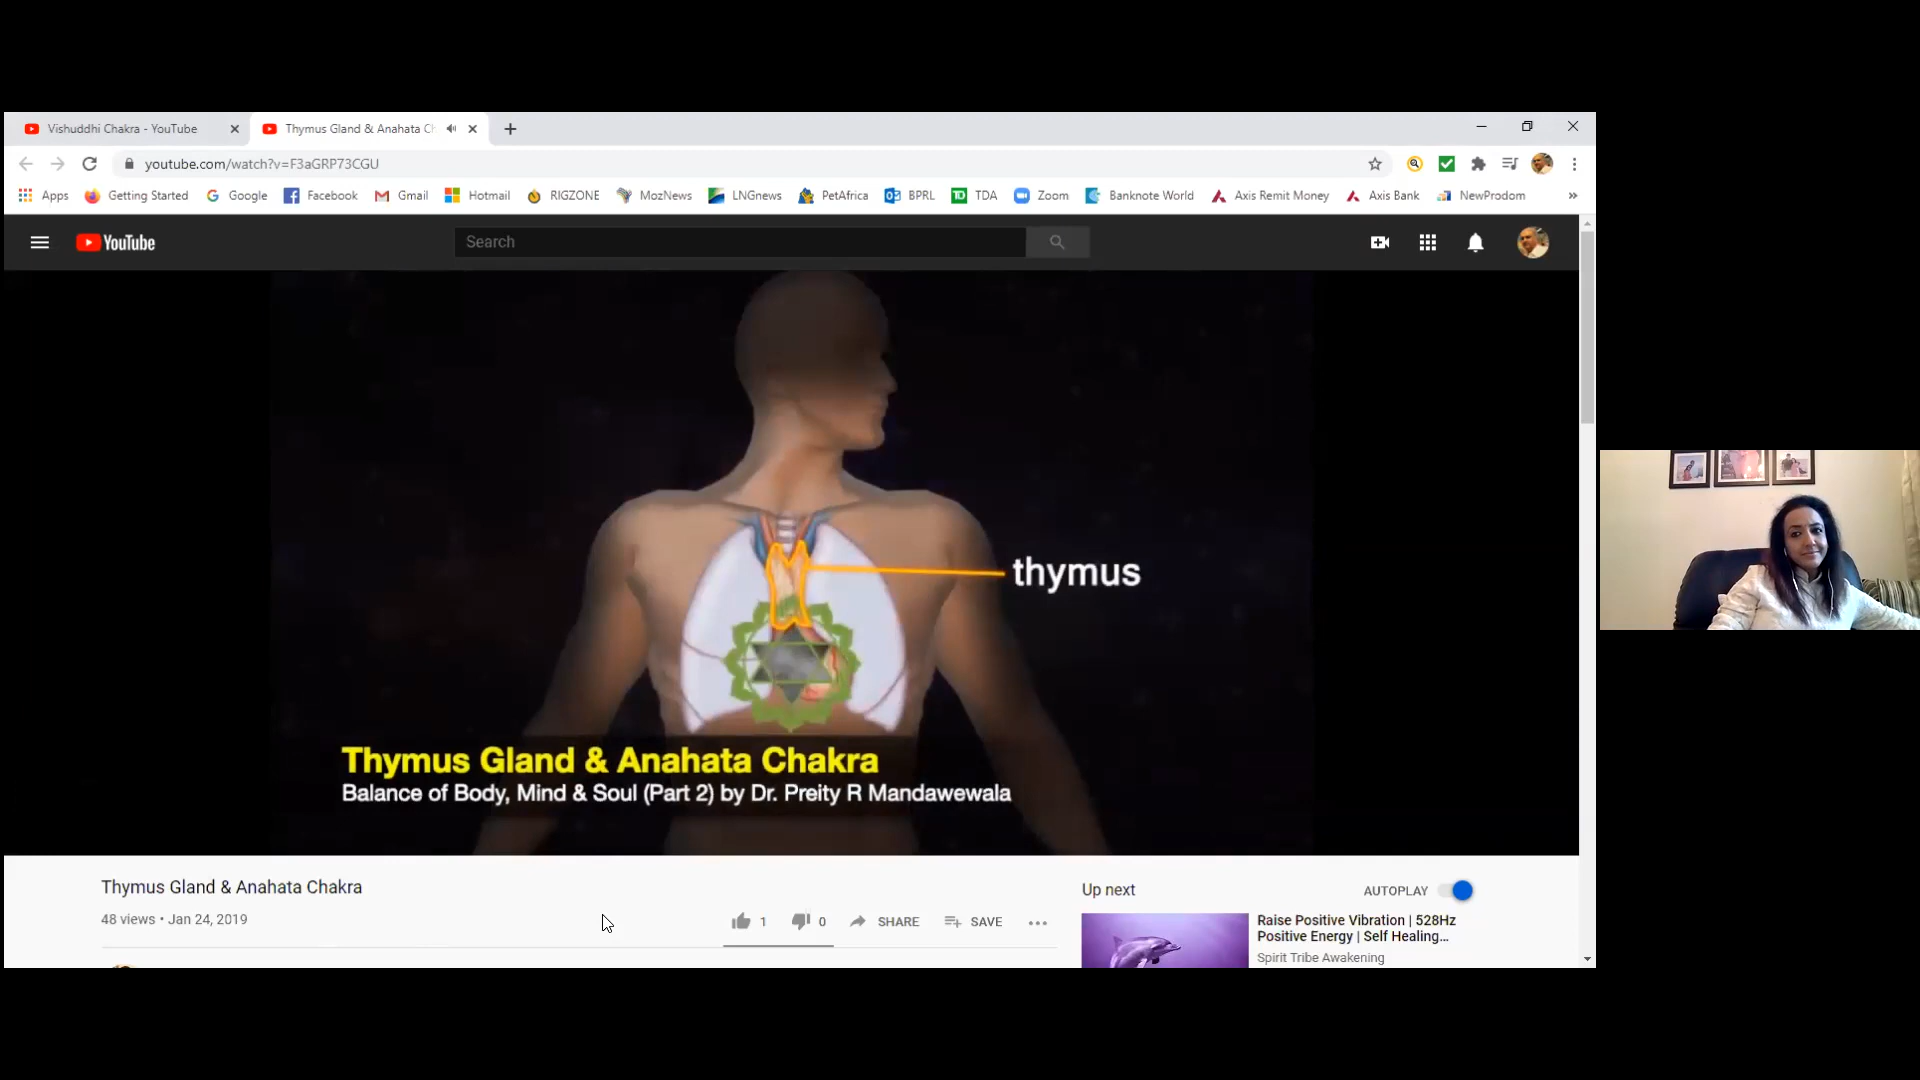 Vishuddhi Chakra - YouTube
Thymus Gland & Anahata C
youtube.com/watch?v=F3aGRP73CGU
Apps Getting Started Google Facebook Gmail Hotmail RIGZONE MozNews LNGnews PetAfrica BPRL TDA Zoom Banknote World Axis Remit Money Axis Bank NewProdom »
YouTube
Search
thymus
Thymus Gland & Anahata Chakra
Balance of Body, Mind & Soul (Part 2) by Dr. Preity R Mandawewala
Thymus Gland & Anahata Chakra
48 views • Jan 24, 2019
1 0 SHARE SAVE
Up next AUTOPLAY
Raise Positive Vibration | 528Hz
Positive Energy | Self Healing...
Spirit Tribe Awakening